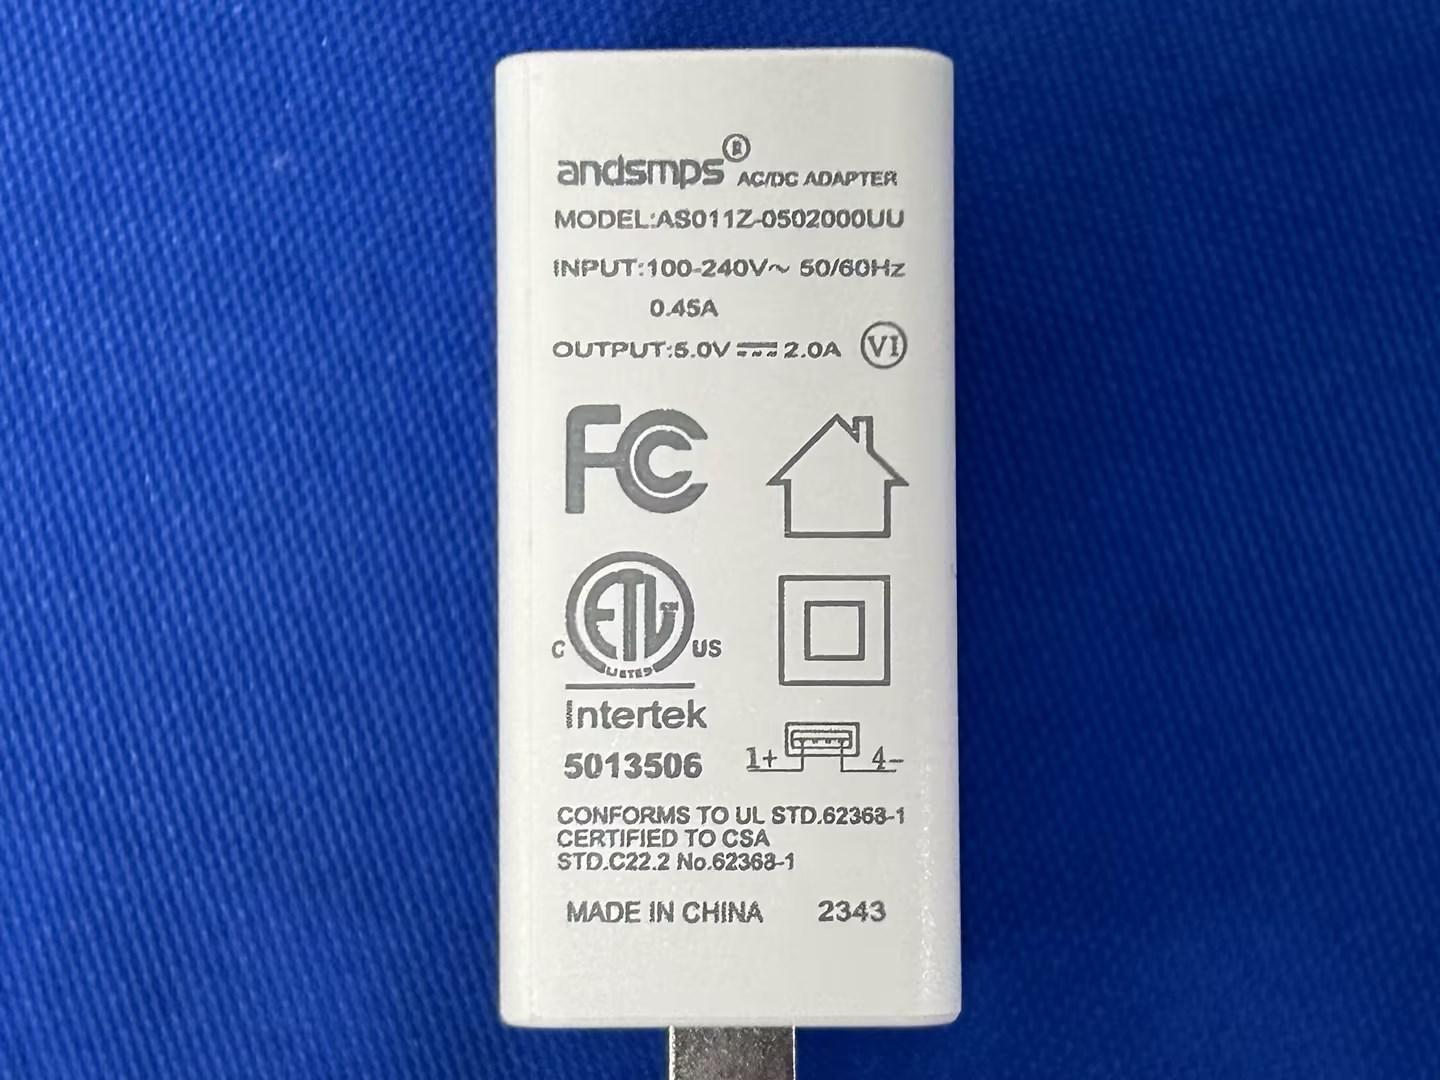 andsmps® AC/DC ADAPTER
MODEL:AS011Z-0502000UU
INPUT:100-240V~ 50/60Hz
0.45A
OUTPUT:5.0V⎓2.0A VI
FC
ETL CM
C US
LISTED
Intertek
5013506
1+ 4-
CONFORMS TO UL STD.62368-1
CERTIFIED TO CSA
STD.C22.2 No.62368-1
MADE IN CHINA 2343